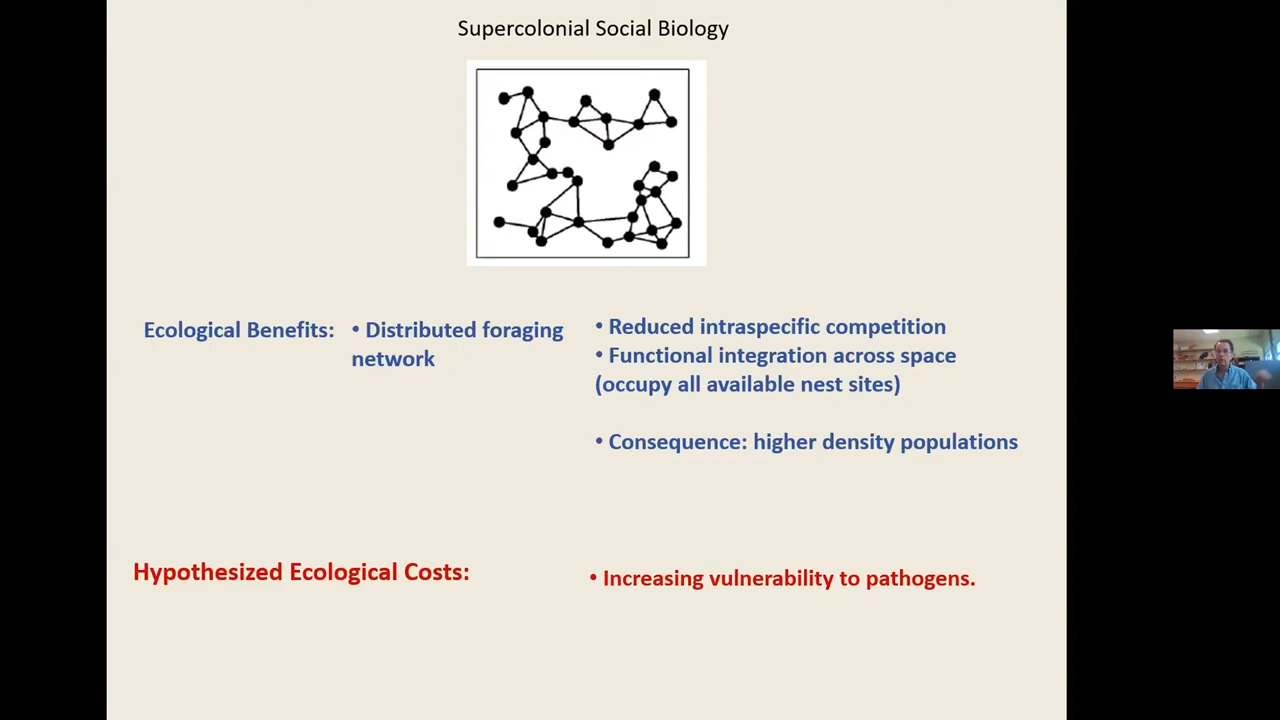 Supercolonial Social Biology
Ecological Benefits:
• Distributed foraging
network
• Reduced intraspecific competition
• Functional integration across space
(occupy all available nest sites)
• Consequence: higher density populations
Hypothesized Ecological Costs:
• Increasing vulnerability to pathogens.